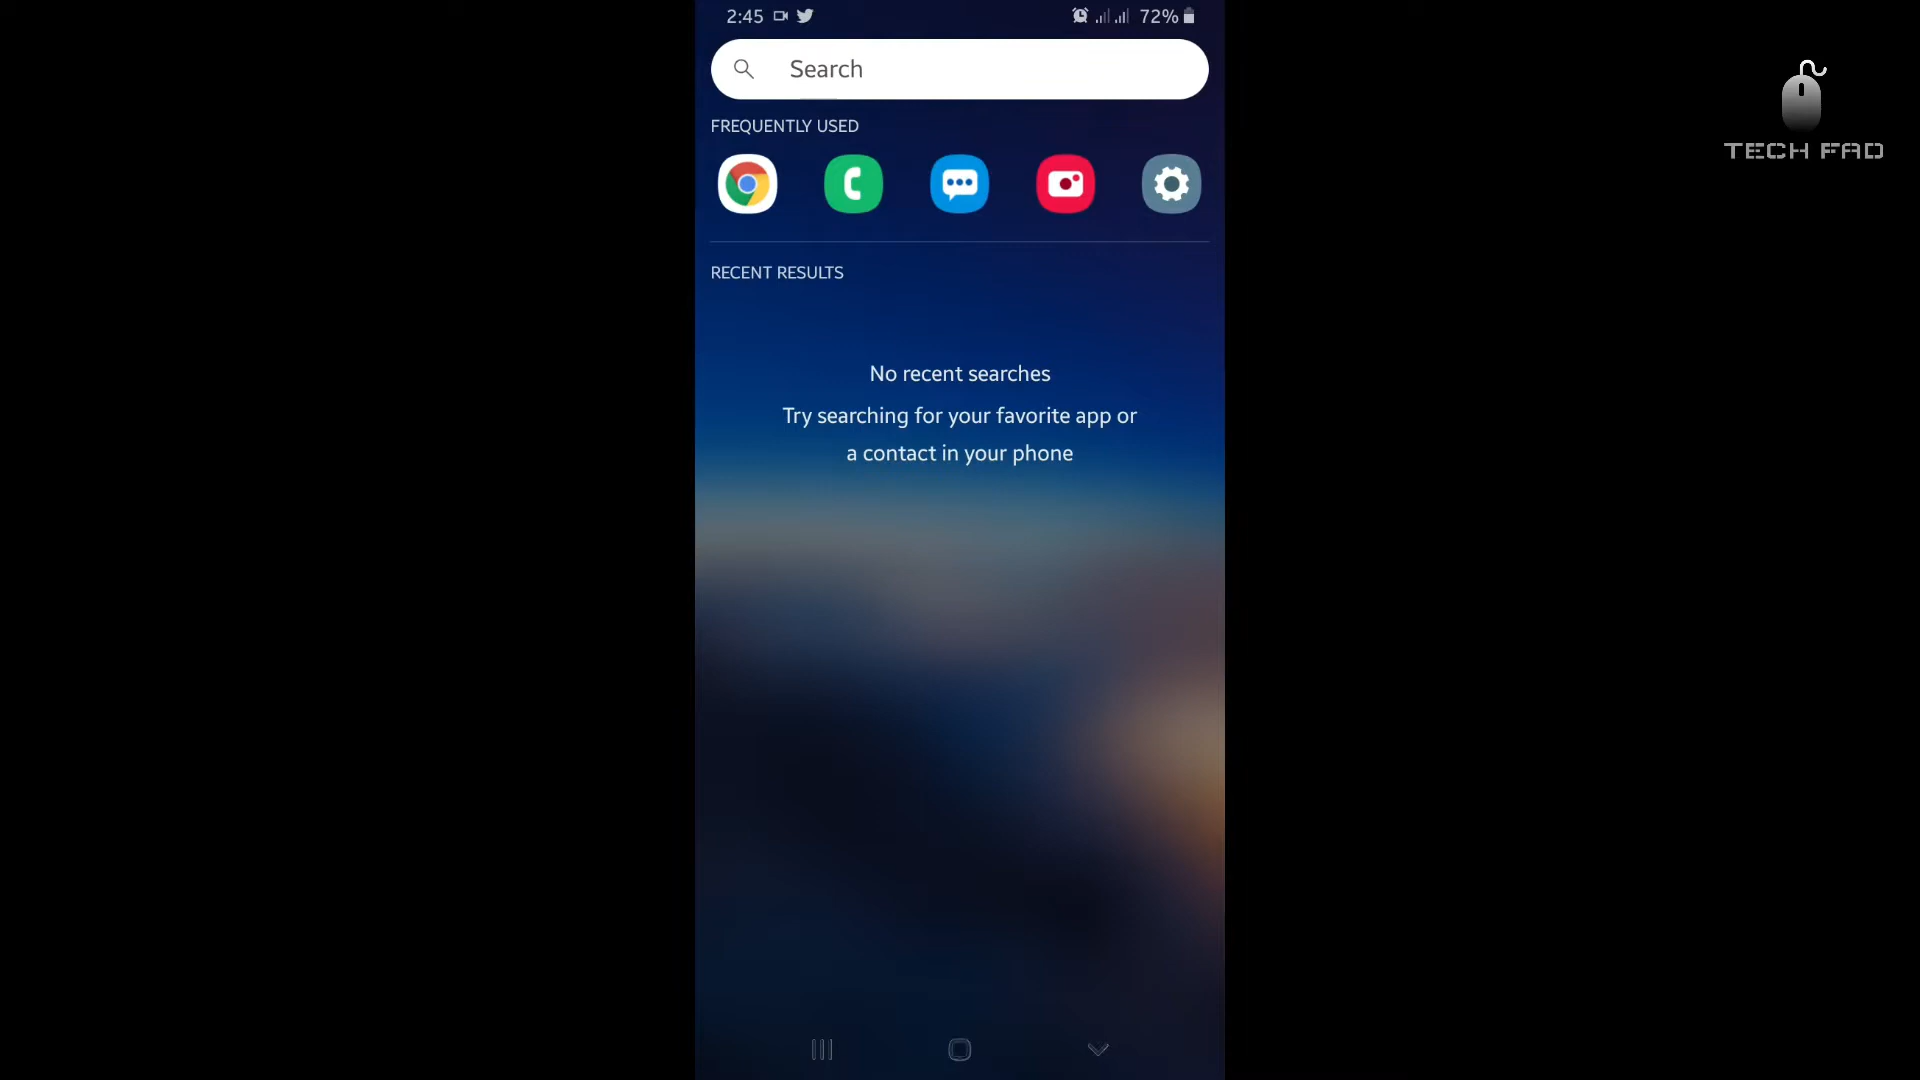 2:45
72%
Search
TECH FAD
FREQUENTLY USED
RECENT RESULTS
No recent searches
Try searching for your favorite app or
a contact in your phone